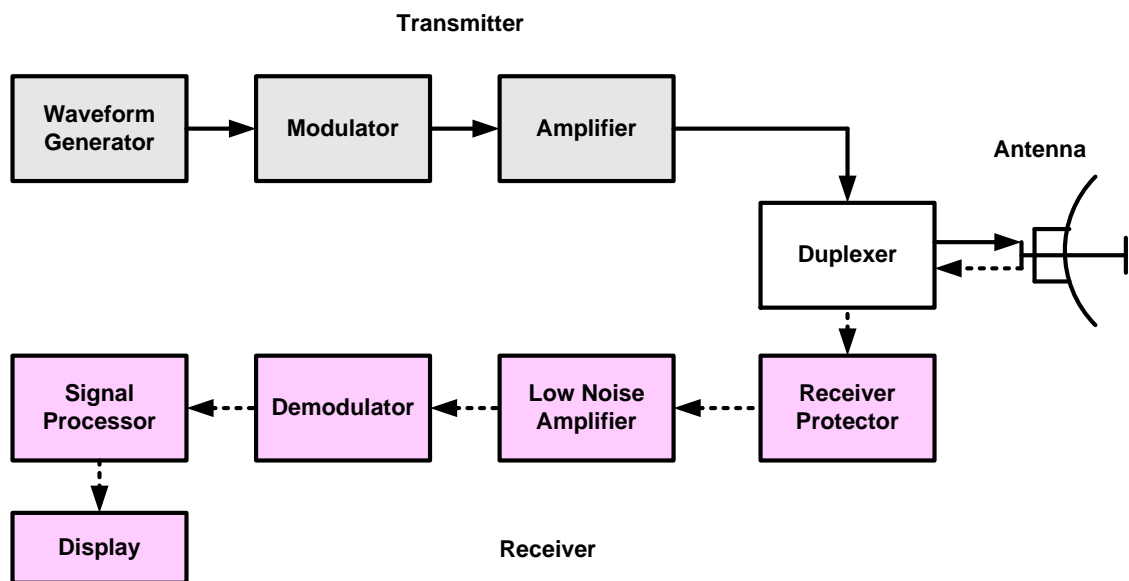 Transmitter
Waveform
Generator
Modulator
Amplifier
Antenna
Duplexer
Signal
Processor
Demodulator
Low Noise
Amplifier
Receiver
Protector
Display
Receiver